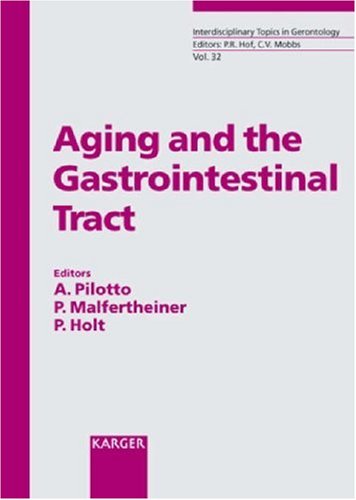 Interdisciplinary Topics in Gerontology
Editors: P.R. Hof, C.V. Mobbs
Vol. 32
Aging and the
Gastrointestinal
Tract
Editors
A. Pilotto
P. Malfertheiner
P. Holt
KARGER